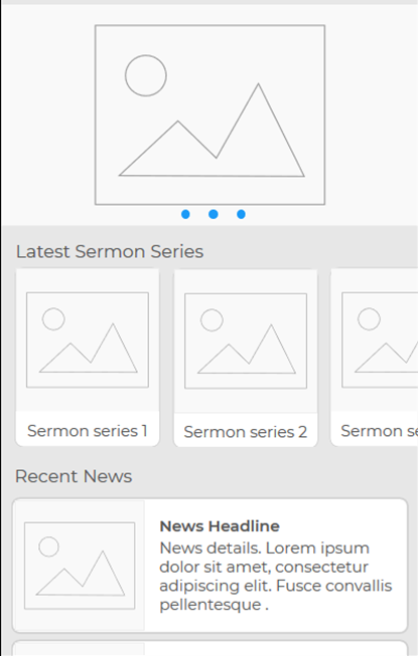 Latest Sermon Series
Sermon series 1
Sermon series 2
Sermon se
Recent News
News Headline
News details. Lorem ipsum
dolor sit amet, consectetur
adipiscing elit. Fusce convallis
pellentesque .